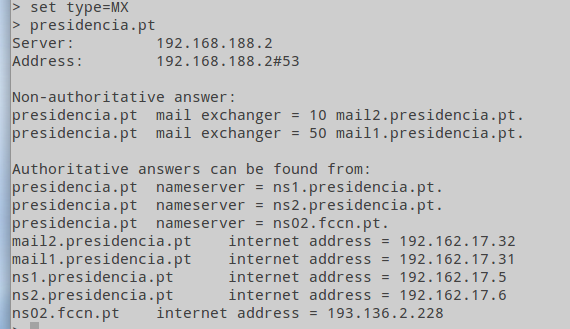 > set type=MX
> presidencia.pt
Server:         192.168.188.2
Address:        192.168.188.2#53

Non-authoritative answer:
presidencia.pt  mail exchanger = 10 mail2.presidencia.pt.
presidencia.pt  mail exchanger = 50 mail1.presidencia.pt.

Authoritative answers can be found from:
presidencia.pt  nameserver = ns1.presidencia.pt.
presidencia.pt  nameserver = ns2.presidencia.pt.
presidencia.pt  nameserver = ns02.fccn.pt.
mail2.presidencia.pt    internet address = 192.162.17.32
mail1.presidencia.pt    internet address = 192.162.17.31
ns1.presidencia.pt      internet address = 192.162.17.5
ns2.presidencia.pt      internet address = 192.162.17.6
ns02.fccn.pt    internet address = 193.136.2.228
>